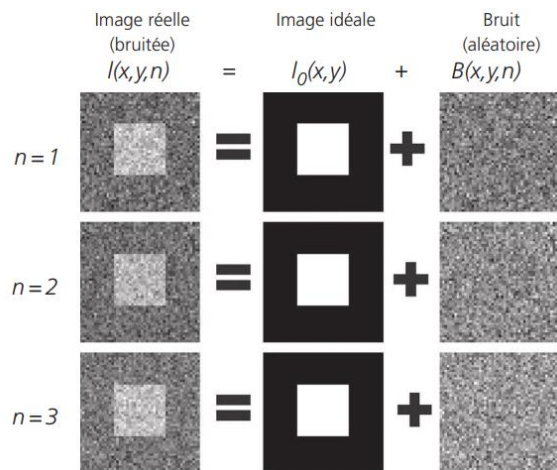 Image réelle
(bruitée)
Image idéale
Bruit
(aléatoire)
I(x,y,n) = I₀(x,y) + B(x,y,n)
n=1 = +
n=2 = +
n=3 = +